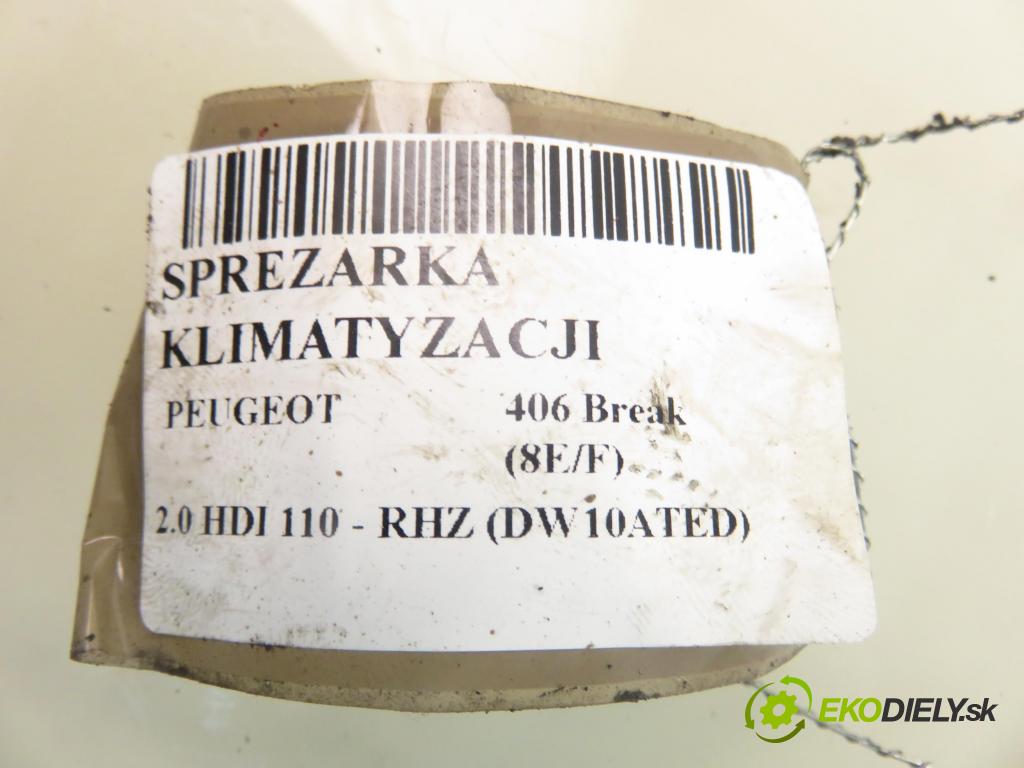 SPREZARKA
KLIMATYZACJI
PEUGEOT 406 Break
(8E/F)
2.0 HDI 110 - RHZ (DW10ATED)
EKODIELY.sk